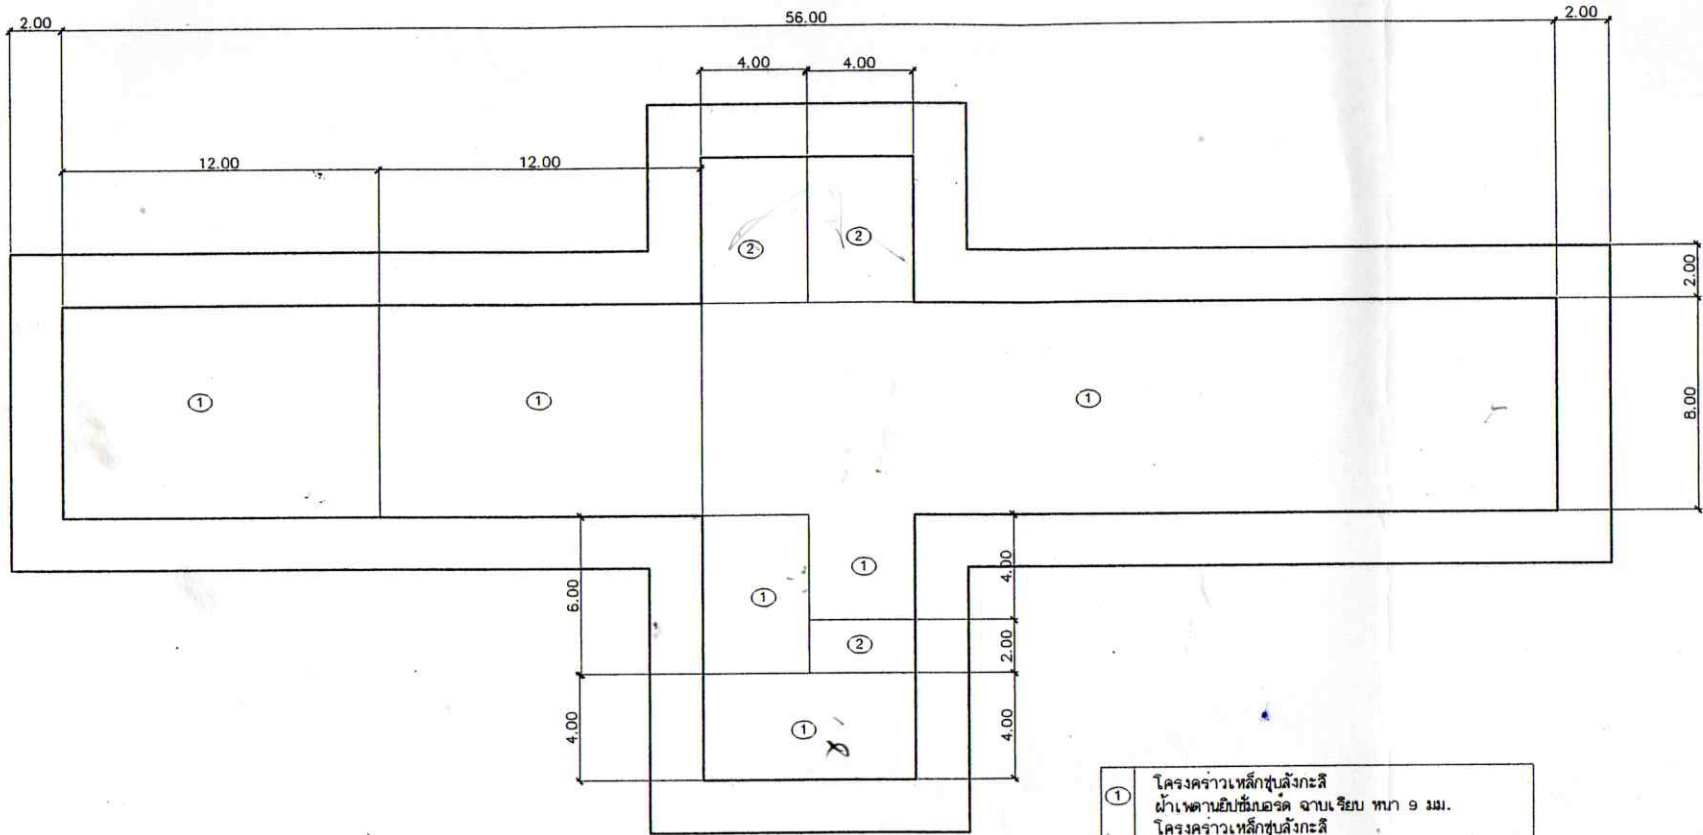 2.00 56.00 2.00
4.00 4.00
12.00 12.00
② ②
2.00
① ① ① 8.00
6.00 ① ① 4.00
② 2.00
4.00 ① 4.00
โครงคร่าวเหล็กชุบลังกะลี
① ฝ้าเพดานยิปซั่มบอร์ด ฉาบเรียบ หนา 9 มม.
โครงคร่าวเหล็กชุบลังกะลี